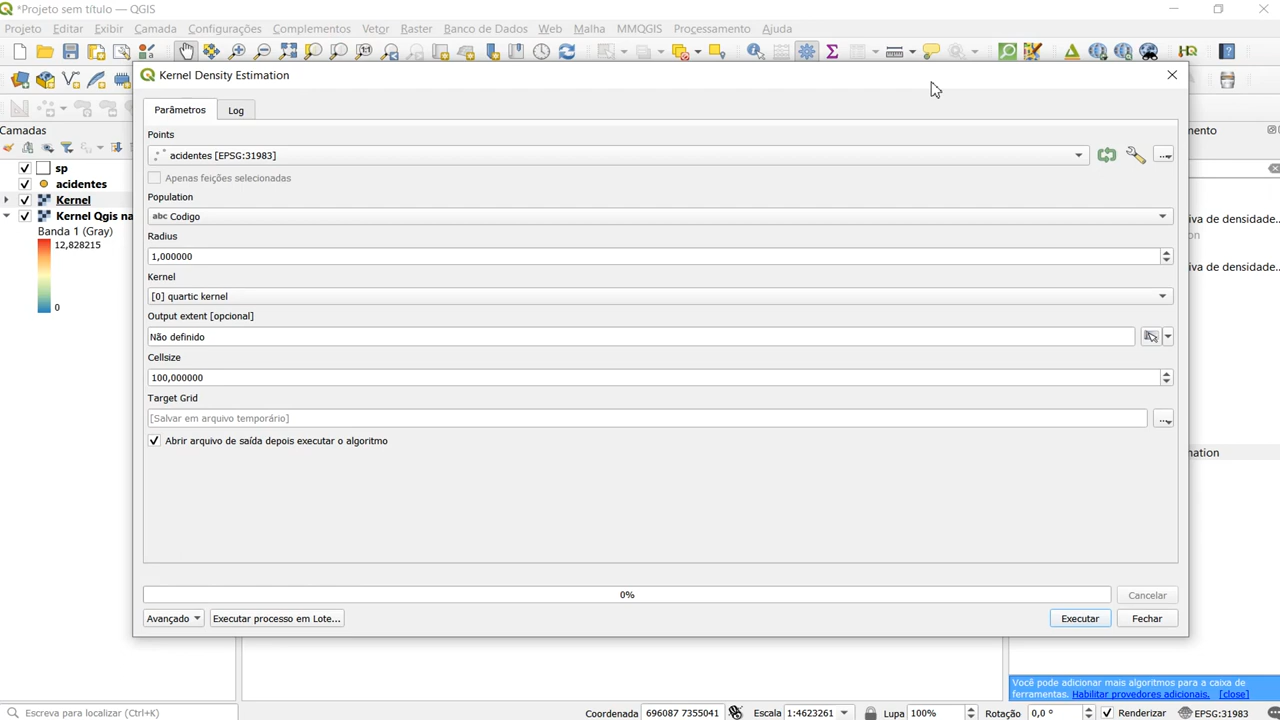 *Projeto sem título — QGIS
Projeto Editar Exibir Camada Configurações Complementos Vetor Raster Banco de Dados Web Malha MMQGIS Processamento Ajuda
Kernel Density Estimation
Parâmetros Log
Camadas
mento
Points
acidentes [EPSG:31983]
sp
Apenas feições selecionadas
acidentes
Population
Kernel
abc Codigo
Kernel Qgis na
iva de densidade...
Banda 1 (Gray)
on
Radius
12,828215
1,000000
iva de densidade...
Kernel
[0] quartic kernel
0
Output extent [opcional]
Não definido
Cellsize
100,000000
Target Grid
[Salvar em arquivo temporário]
Abrir arquivo de saída depois executar o algoritmo
nation
0%
Cancelar
Avançado Executar processo em Lote... Executar Fechar
Você pode adicionar mais algoritmos para a caixa de
ferramentas. Habilitar provedores adicionais. [close]
Escreva para localizar (Ctrl+K) Coordenada 696087 7355041 Escala 1:4623261 Lupa 100% Rotação 0,0 ° Renderizar EPSG:31983